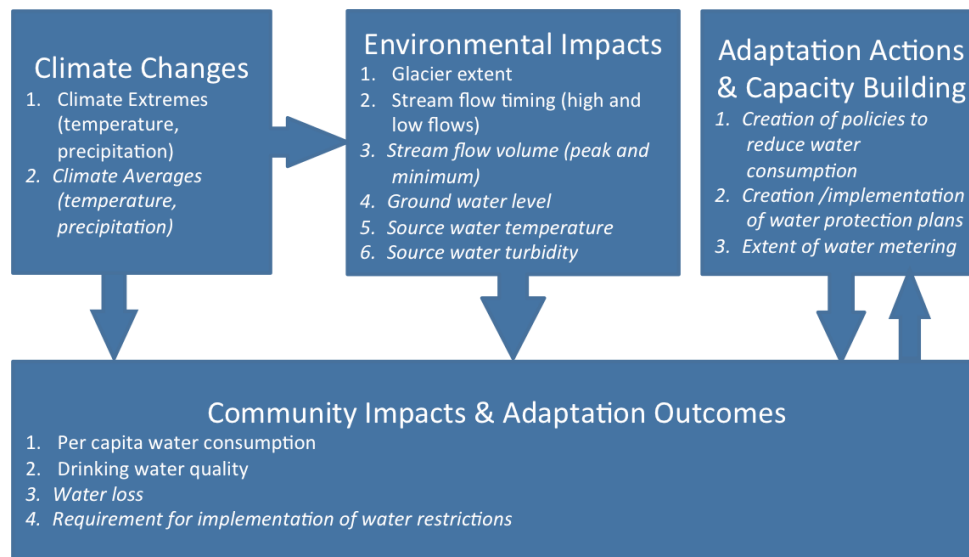 Climate Changes
1. Climate Extremes
(temperature,
precipitation)
2. Climate Averages
(temperature,
precipitation)
Environmental Impacts
1. Glacier extent
2. Stream flow timing (high and
low flows)
3. Stream flow volume (peak and
minimum)
4. Ground water level
5. Source water temperature
6. Source water turbidity
Adaptation Actions
& Capacity Building
1. Creation of policies to
reduce water
consumption
2. Creation /implementation
of water protection plans
3. Extent of water metering
Community Impacts & Adaptation Outcomes
1. Per capita water consumption
2. Drinking water quality
3. Water loss
4. Requirement for implementation of water restrictions